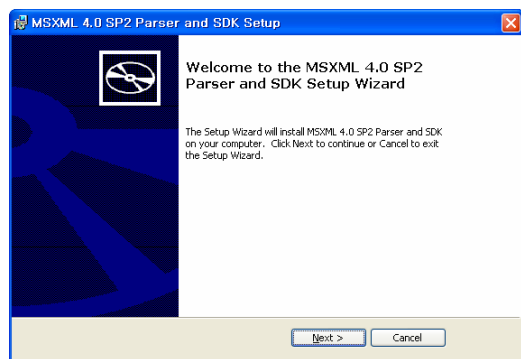 MSXML 4.0 SP2 Parser and SDK Setup
Welcome to the MSXML 4.0 SP2
Parser and SDK Setup Wizard
The Setup Wizard will install MSXML 4.0 SP2 Parser and SDK
on your computer. Click Next to continue or Cancel to exit
the Setup Wizard.
Next >
Cancel